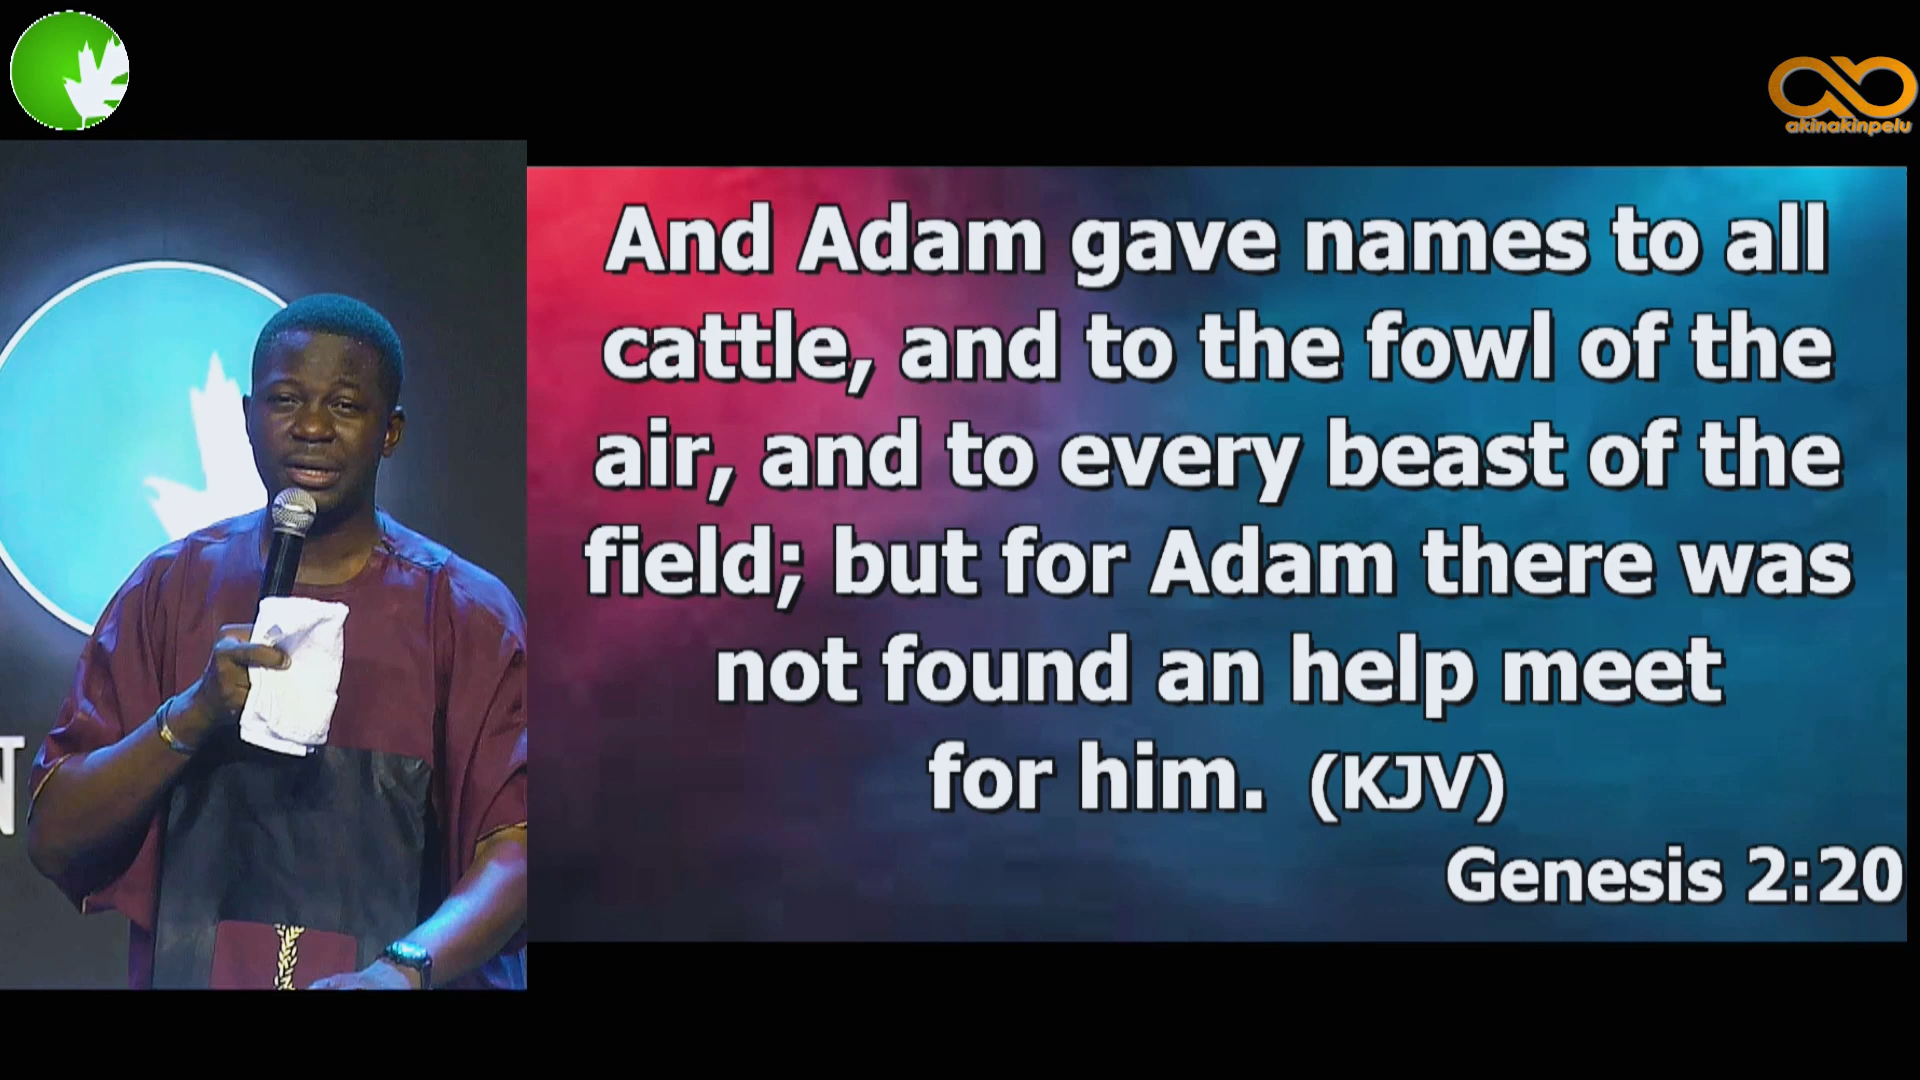 akinakinpelu
And Adam gave names to all
cattle, and to the fowl of the
air, and to every beast of the
field; but for Adam there was
not found an help meet
for him. (KJV)
Genesis 2:20
N